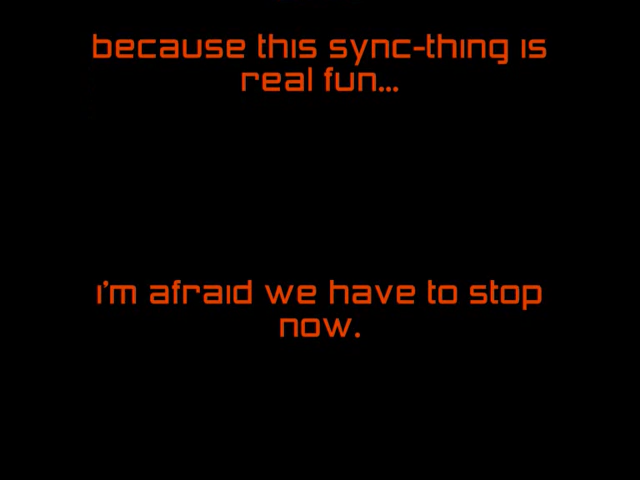 because this sync-thing is
real fun...
i'm afraid we have to stop
now.